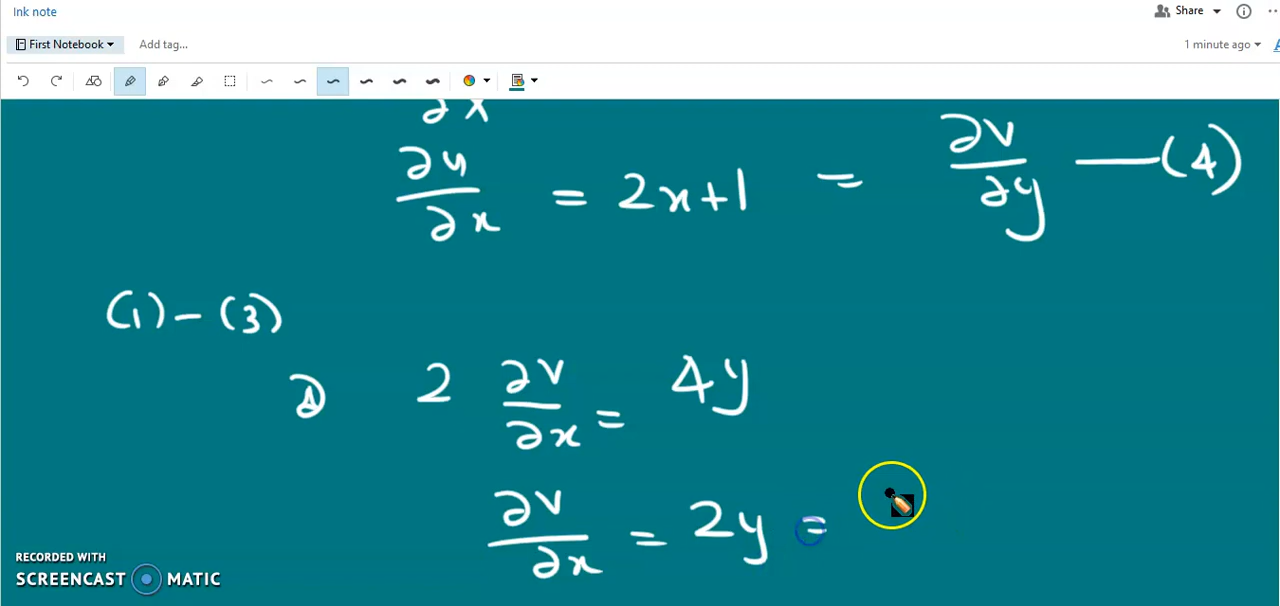 Ink note
Share
First Notebook
Add tag...
1 minute ago
∂x
∂u/∂x = 2x+1 = ∂v/∂y —(4)
(1) - (3)
2 ∂v/∂x = 4y
∂v/∂x = 2y =
RECORDED WITH
SCREENCAST MATIC